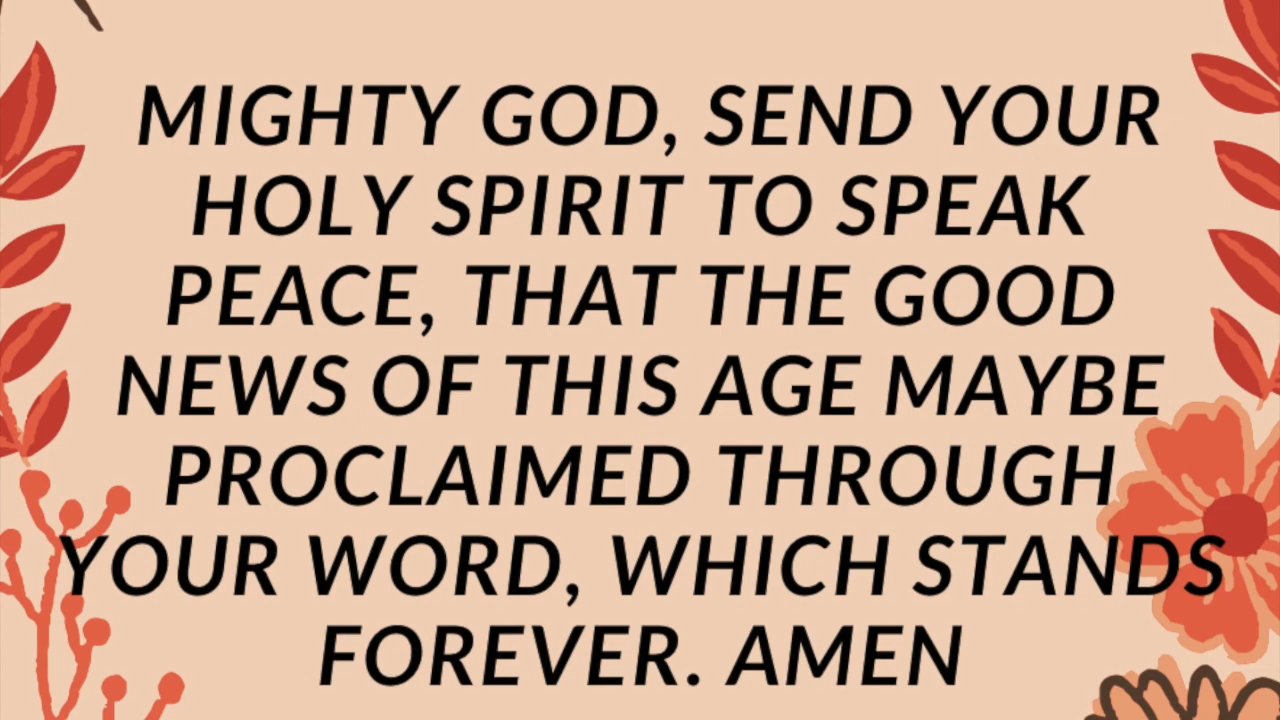 MIGHTY GOD, SEND YOUR
HOLY SPIRIT TO SPEAK
PEACE, THAT THE GOOD
NEWS OF THIS AGE MAYBE
PROCLAIMED THROUGH
YOUR WORD, WHICH STANDS
FOREVER. AMEN